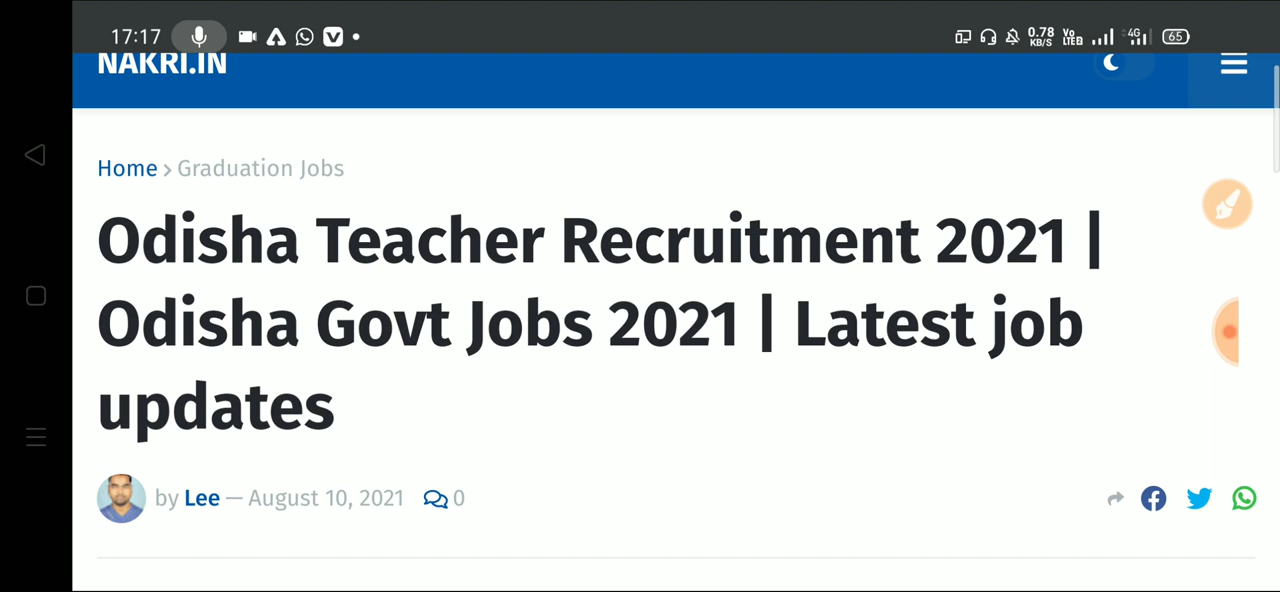 17:17
0.78 KB/S
Vo LTE2
4G
65
NAKRI.IN
Home > Graduation Jobs
Odisha Teacher Recruitment 2021 |
Odisha Govt Jobs 2021 | Latest job
updates
by Lee — August 10, 2021 0